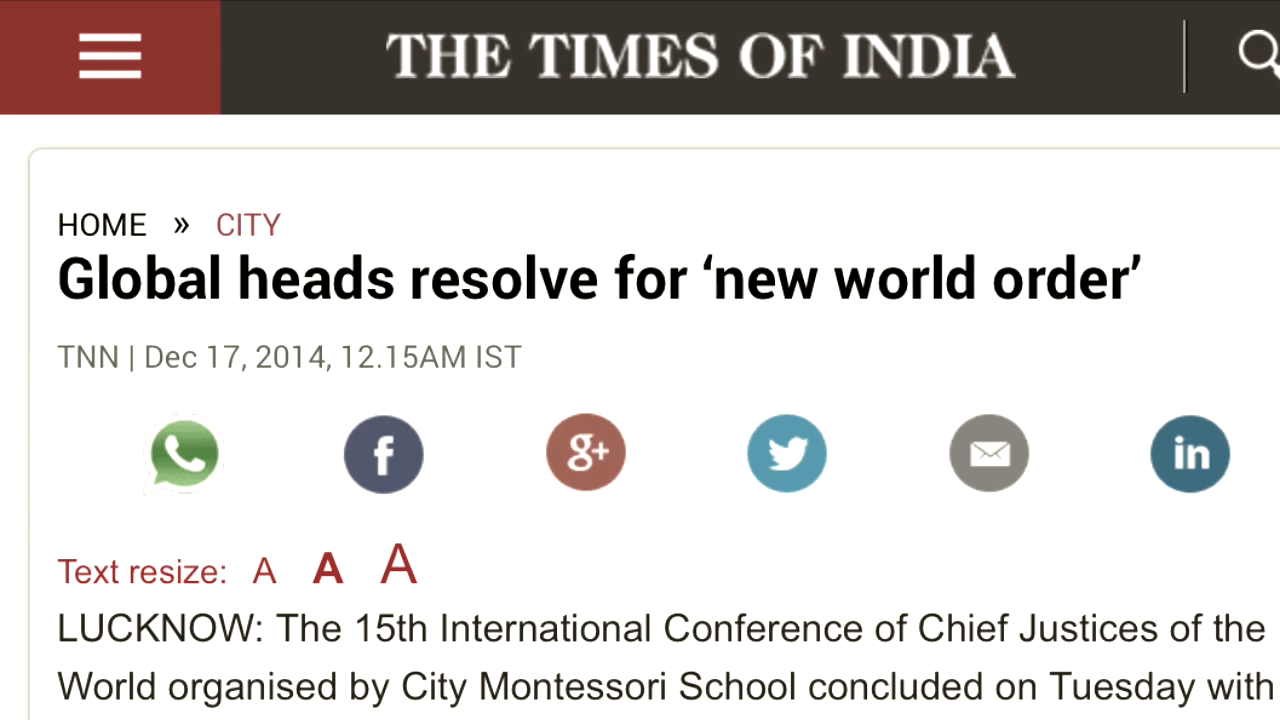 THE TIMES OF INDIA
HOME » CITY
Global heads resolve for ‘new world order’
TNN | Dec 17, 2014, 12.15AM IST
f g+ in
Text resize: A A A
LUCKNOW: The 15th International Conference of Chief Justices of the
World organised by City Montessori School concluded on Tuesday with